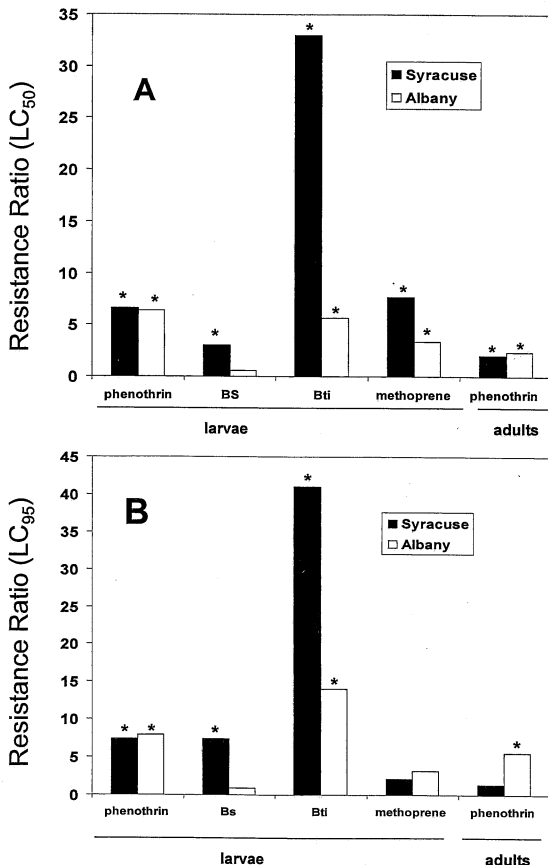 35
30
25
20
15
10
5
0
Resistance Ratio (LC50)
A
Syracuse
Albany
* * * * * * * * *
phenothrin BS Bti methoprene phenothrin
larvae adults
45
40
35
30
25
20
15
10
5
0
Resistance Ratio (LC95)
B
Syracuse
Albany
* * * * * *
phenothrin Bs Bti methoprene phenothrin
larvae adults